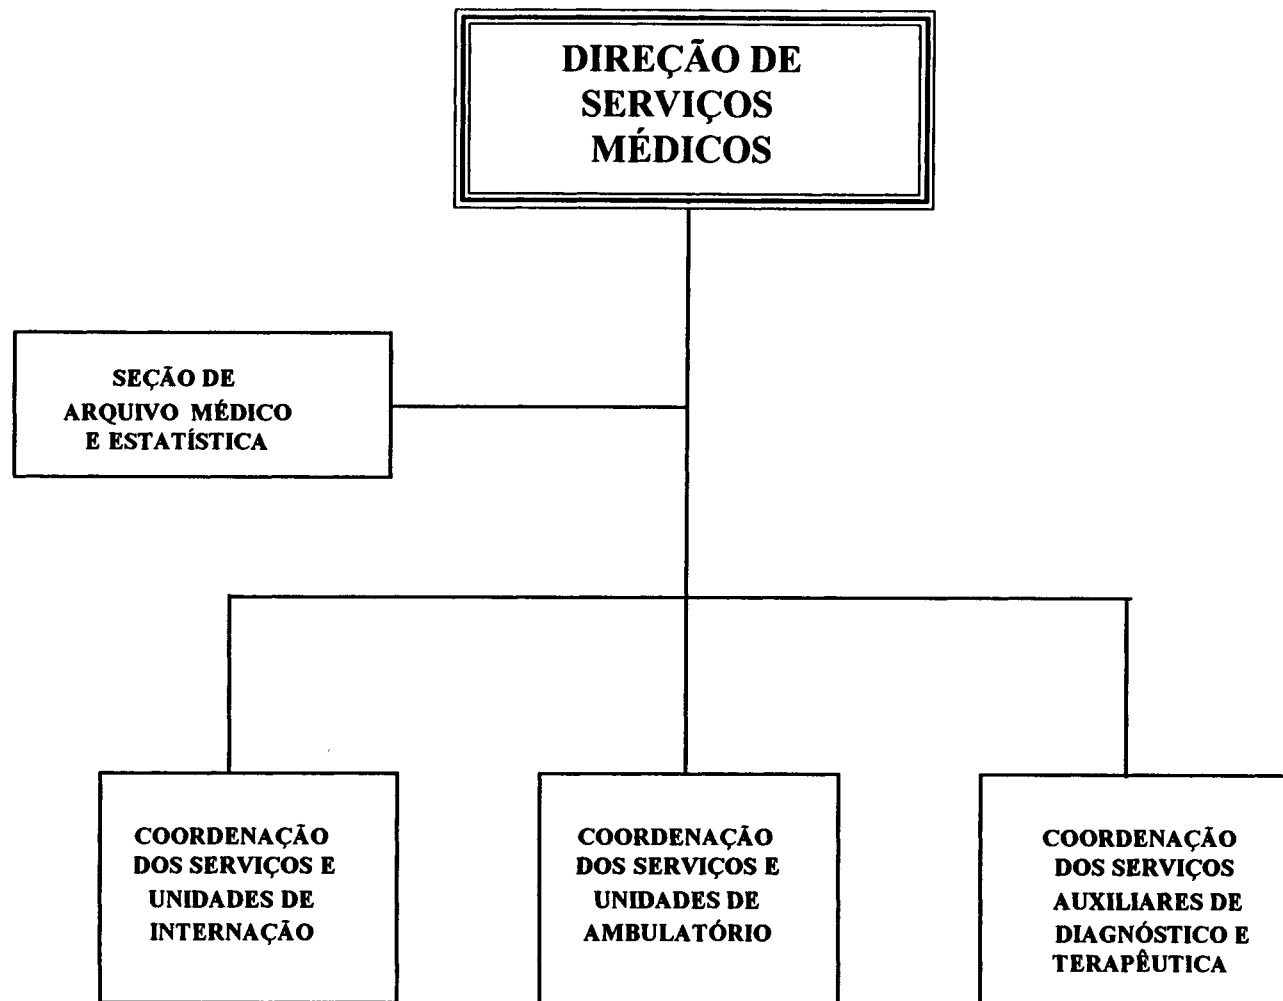 DIREÇÃO DE
SERVIÇOS
MÉDICOS
SEÇÃO DE
ARQUIVO MÉDICO
E ESTATÍSTICA
COORDENAÇÃO
DOS SERVIÇOS E
UNIDADES DE
INTERNAÇÃO
COORDENAÇÃO
DOS SERVIÇOS E
UNIDADES DE
AMBULATÓRIO
COORDENAÇÃO
DOS SERVIÇOS
AUXILIARES DE
DIAGNÓSTICO E
TERAPÊUTICA